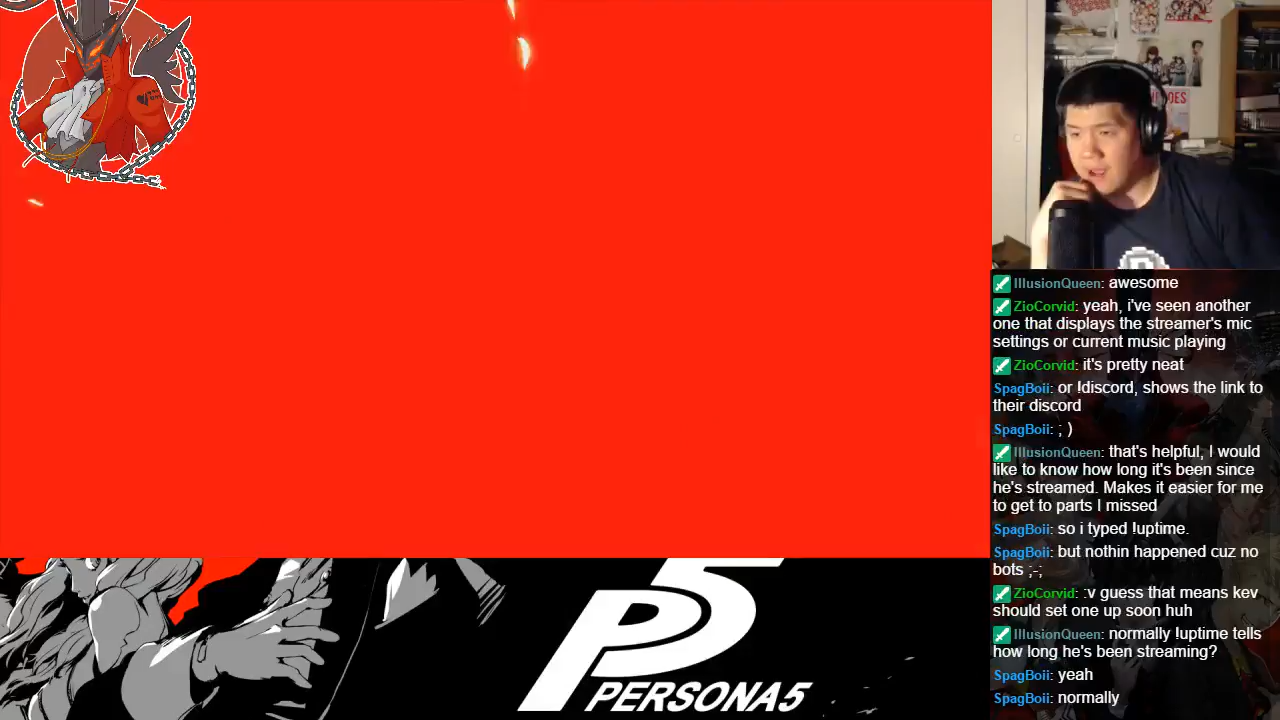 IllusionQueen: awesome
ZioCorvid: yeah, i've seen another
one that displays the streamer's mic
settings or current music playing
ZioCorvid: it's pretty neat
SpagBoii: or !discord, shows the link to
their discord
SpagBoii: ; )
IllusionQueen: that's helpful, I would
like to know how long it's been since
he's streamed. Makes it easier for me
to get to parts I missed
SpagBoii: so i typed !uptime.
SpagBoii: but nothin happened cuz no
bots ;-;
ZioCorvid: :v guess that means kev
should set one up soon huh
IllusionQueen: normally !uptime tells
how long he's been streaming?
SpagBoii: yeah
SpagBoii: normally
P5
PERSONA5